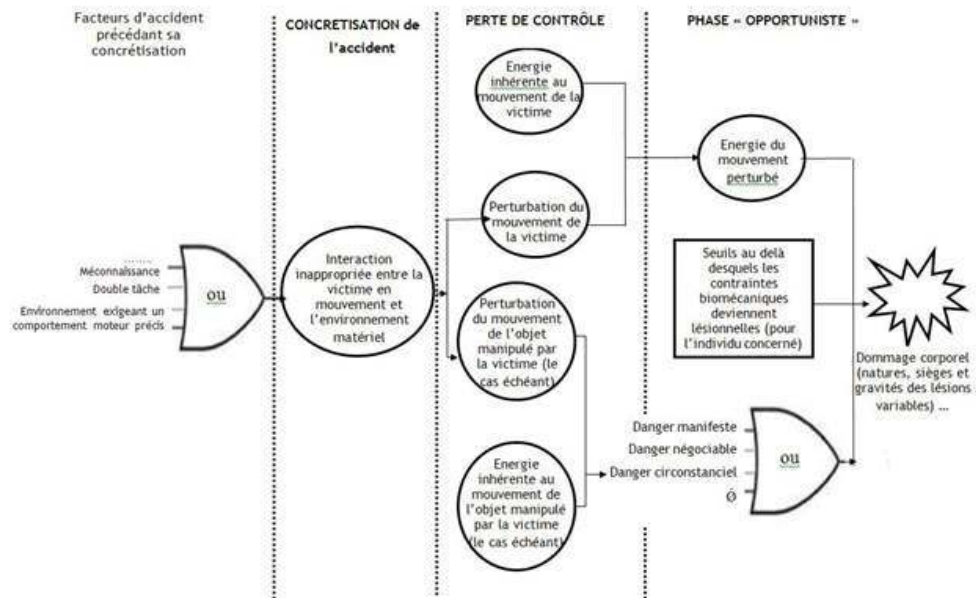 Facteurs d'accident
précédant sa
concrétisation
CONCRETISATION de
l'accident
PERTE DE CONTRÔLE
PHASE « OPPORTUNISTE »
.......
Méconnaissance
Double tâche
Environnement exigeant un
comportement moteur précis
ou
Interaction
inappropriée entre la
victime en
mouvement et
l'environnement
matériel
Energie
inhérente au
mouvement de la
victime
Perturbation du
mouvement de
la victime
Perturbation du
mouvement de
l'objet manipulé par
la victime (le
cas échéant)
Energie
inhérente au
mouvement de
l'objet manipulé
par la victime
(le cas échéant)
Energie du
mouvement
perturbé
Seuils au delà
desquels les
contraintes
biomécaniques
deviennent
lésionnelles (pour
l'individu concerné)
Danger manifeste
Danger négociable
Danger circonstanciel
Ø
ou
Dommage corporel
(natures, sièges et
gravités des lésions
variables) ...